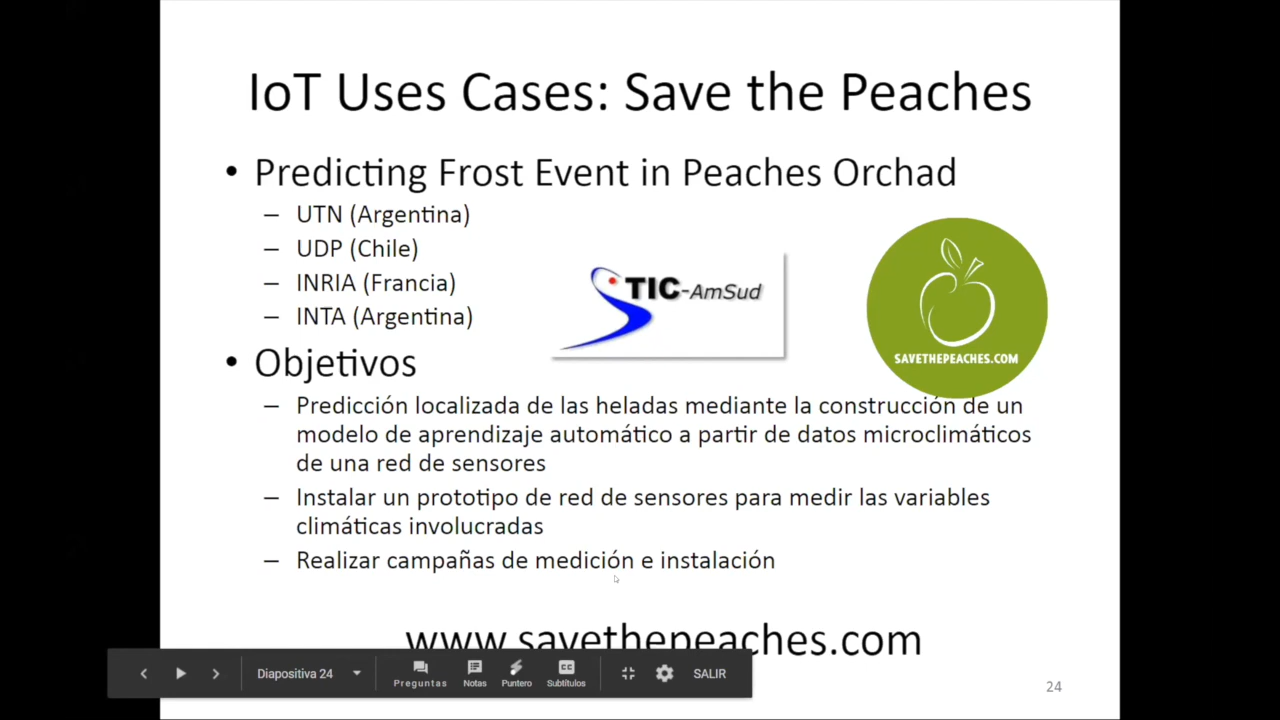 IoT Uses Cases: Save the Peaches
• Predicting Frost Event in Peaches Orchad
– UTN (Argentina)
– UDP (Chile)
– INRIA (Francia)
– INTA (Argentina)
TIC-AmSud
SAVETHEPEACHES.COM
• Objetivos
– Predicción localizada de las heladas mediante la construcción de un
modelo de aprendizaje automático a partir de datos microclimáticos
de una red de sensores
– Instalar un prototipo de red de sensores para medir las variables
climáticas involucradas
– Realizar campañas de medición e instalación
www.savethepeaches.com
Diapositiva 24
Preguntas
Notas
Puntero
CC
Subtítulos
SALIR
24